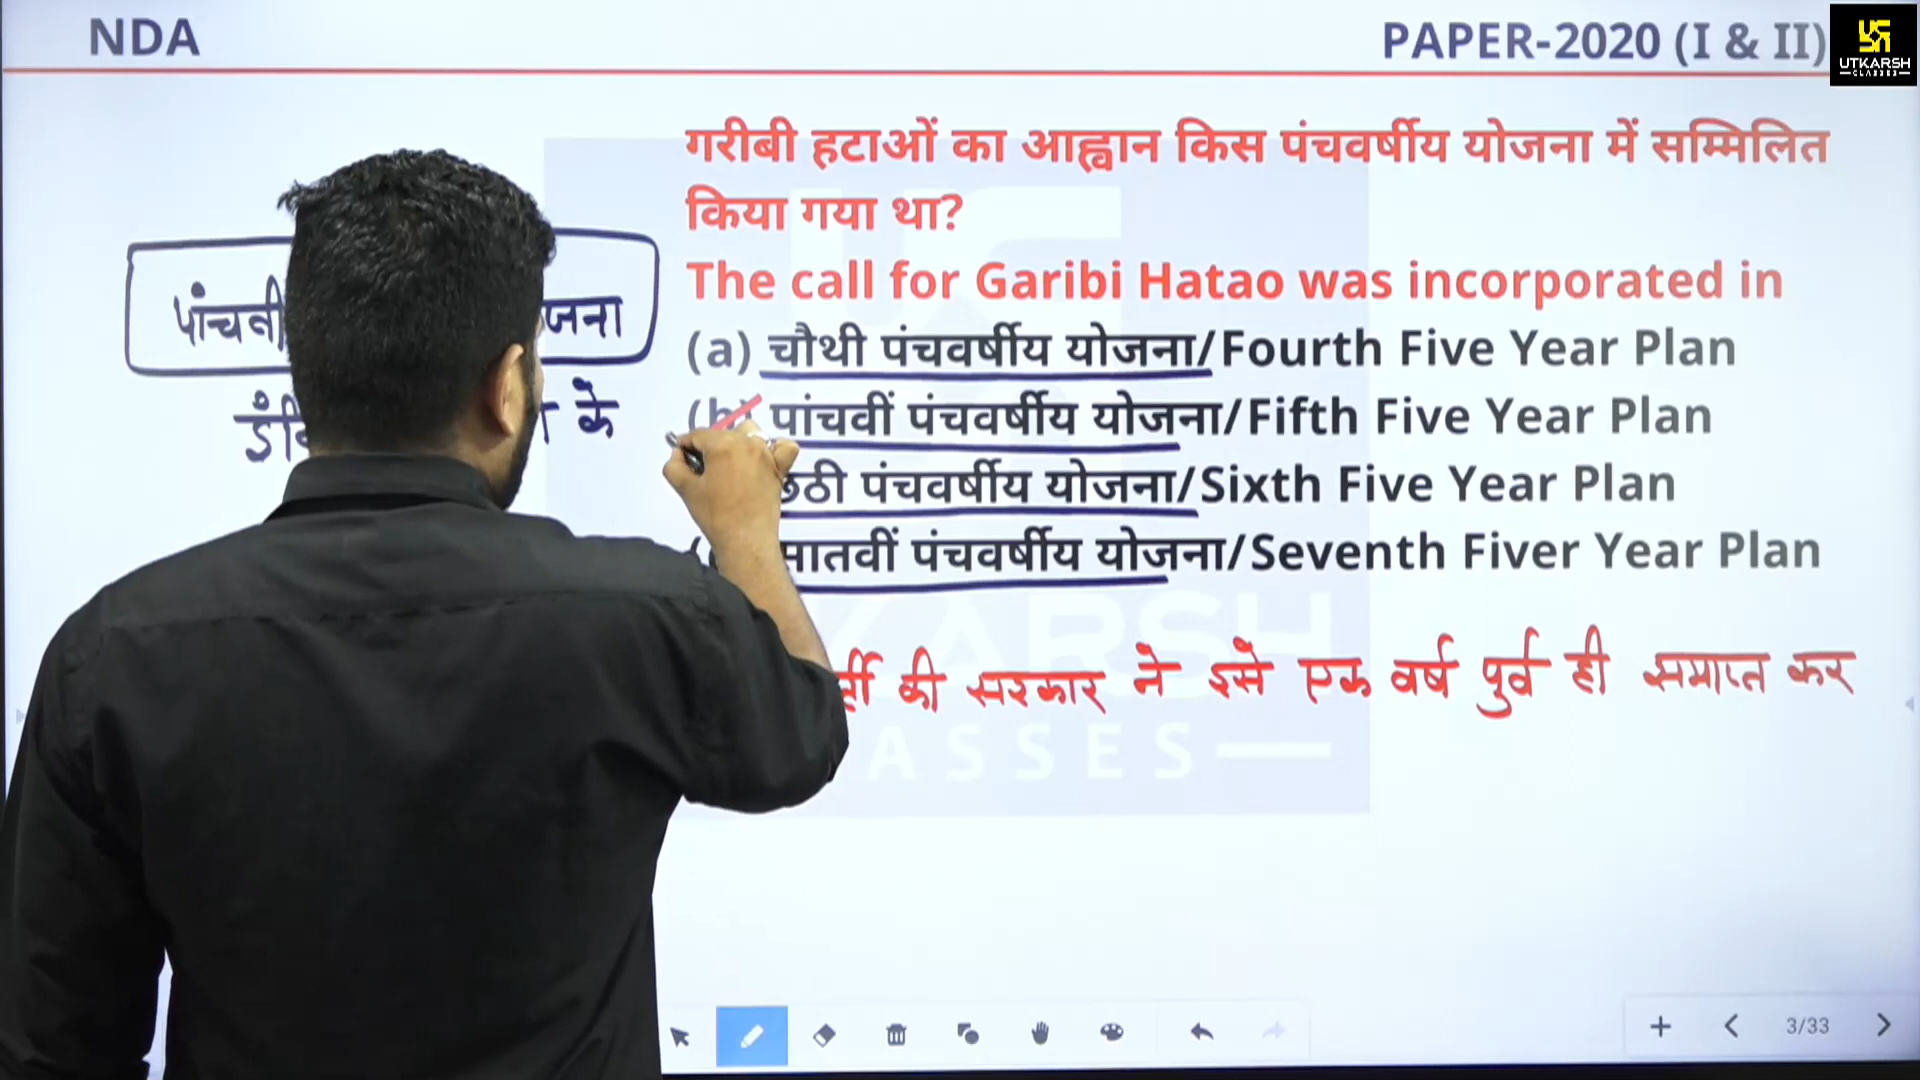 NDA
PAPER-2020 (I & II)
UTKARSH
CLASSES
गरीबी हटाओं का आह्वान किस पंचवर्षीय योजना में सम्मिलित
किया गया था?
The call for Garibi Hatao was incorporated in
(a) चौथी पंचवर्षीय योजना/Fourth Five Year Plan
(b) पांचवीं पंचवर्षीय योजना/Fifth Five Year Plan
छठी पंचवर्षीय योजना/Sixth Five Year Plan
सातवीं पंचवर्षीय योजना/Seventh Fiver Year Plan
की सरकार ने इसे एक वर्ष पुर्व ही समाप्त कर
के
3/33